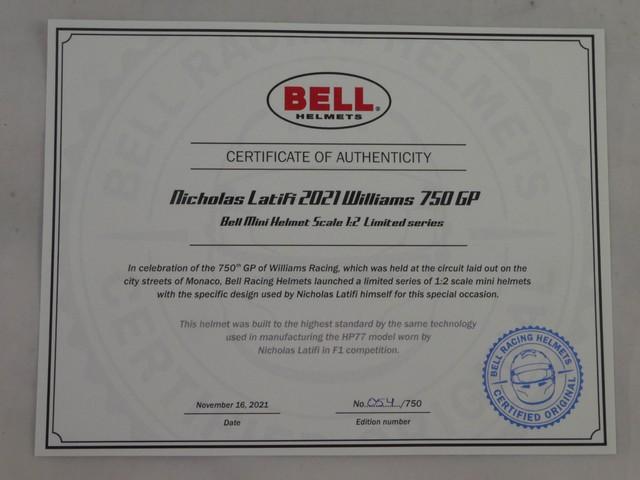 BELL
HELMETS
CERTIFICATE OF AUTHENTICITY
Nicholas Latifi 2021 Williams 750 GP
Bell Mini Helmet Scale 1:2 Limited series
In celebration of the 750th GP of Williams Racing, which was held at the circuit laid out on the
city streets of Monaco, Bell Racing Helmets launched a limited series of 1:2 scale mini helmets
with the specific design used by Nicholas Latifi himself for this special occasion.
This helmet was built to the highest standard by the same technology
used in manufacturing the HP77 model worn by
Nicholas Latifi in F1 competition.
November 16, 2021
Date
No. 054 /750
Edition number
BELL RACING HELMETS
CERTIFIED ORIGINAL